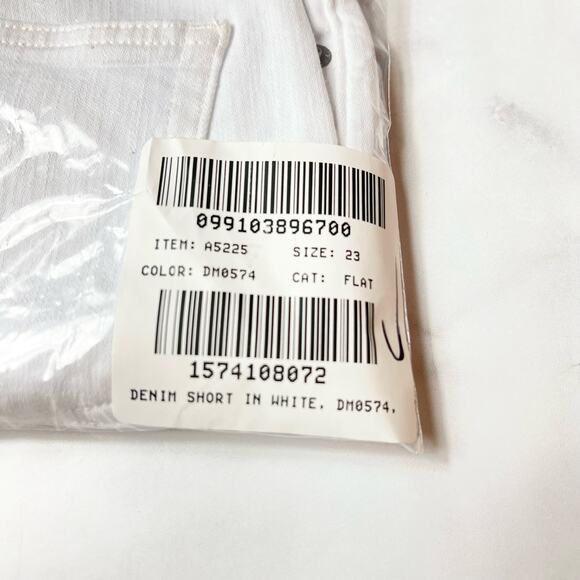 099103896700
ITEM: A5225 SIZE: 23
COLOR: DM0574 CAT: FLAT
1574108072
DENIM SHORT IN WHITE, DM0574,